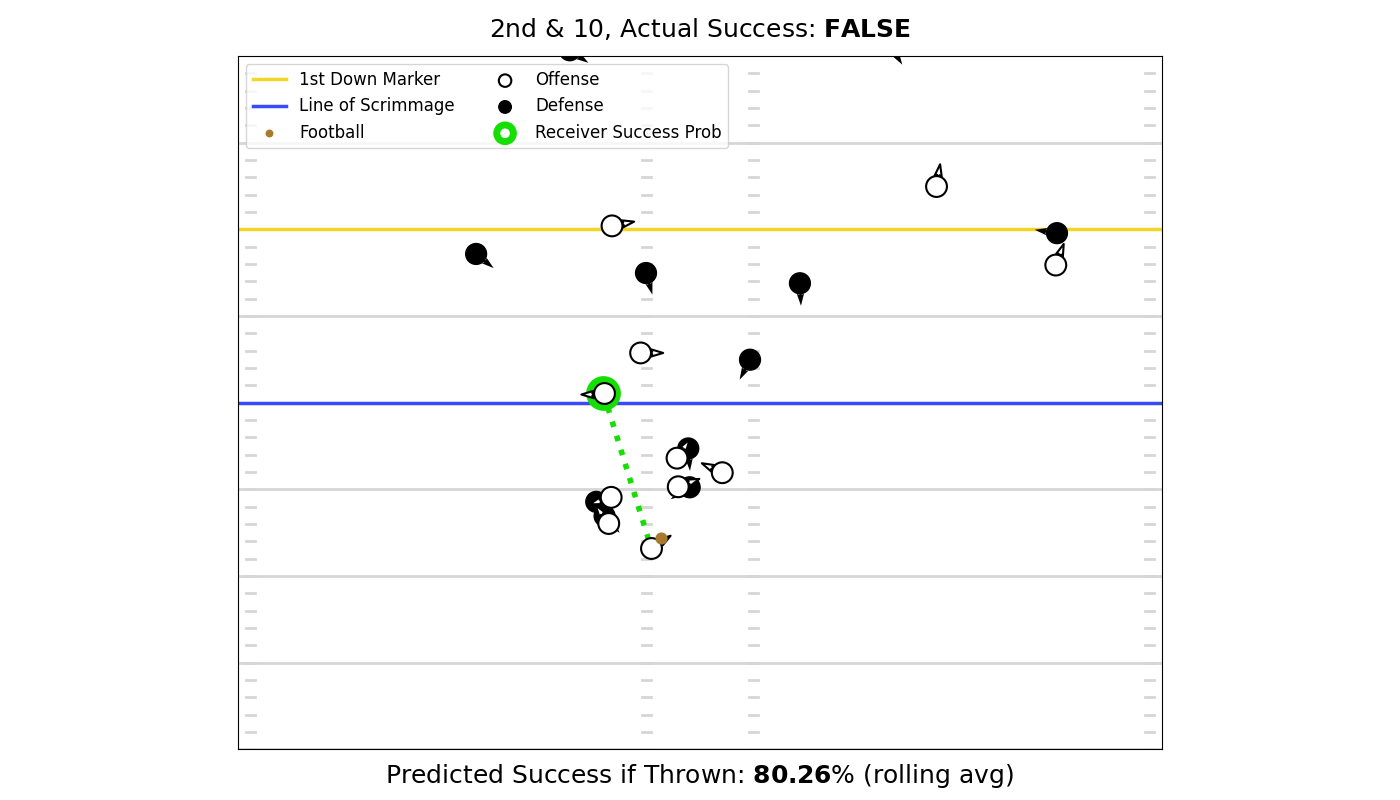 2nd & 10, Actual Success: FALSE
1st Down Marker
Line of Scrimmage
Football
Offense
Defense
Receiver Success Prob
Predicted Success if Thrown: 80.26% (rolling avg)